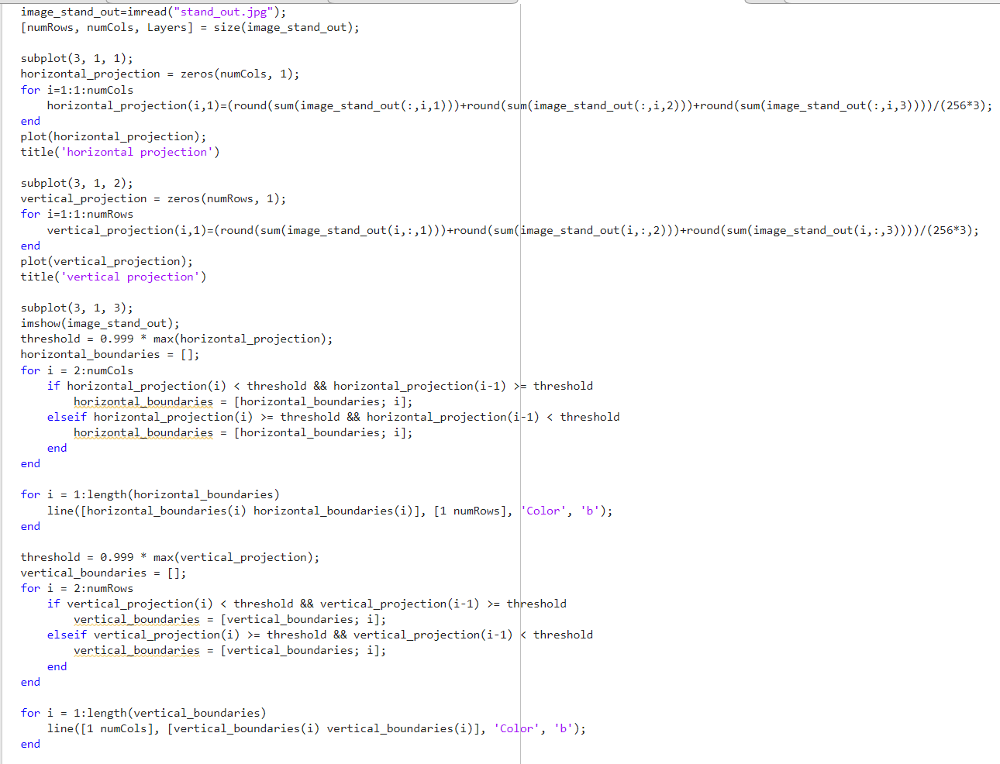 image_stand_out=imread("stand_out.jpg");
[numRows, numCols, Layers] = size(image_stand_out);

subplot(3, 1, 1);
horizontal_projection = zeros(numCols, 1);
for i=1:1:numCols
    horizontal_projection(i,1)=(round(sum(image_stand_out(:,i,1)))+round(sum(image_stand_out(:,i,2)))+round(sum(image_stand_out(:,i,3))))/(256*3);
end
plot(horizontal_projection);
title('horizontal projection')

subplot(3, 1, 2);
vertical_projection = zeros(numRows, 1);
for i=1:1:numRows
    vertical_projection(i,1)=(round(sum(image_stand_out(i,:,1)))+round(sum(image_stand_out(i,:,2)))+round(sum(image_stand_out(i,:,3))))/(256*3);
end
plot(vertical_projection);
title('vertical projection')

subplot(3, 1, 3);
imshow(image_stand_out);
threshold = 0.999 * max(horizontal_projection);
horizontal_boundaries = [];
for i = 2:numCols
    if horizontal_projection(i) < threshold && horizontal_projection(i-1) >= threshold
        horizontal_boundaries = [horizontal_boundaries; i];
    elseif horizontal_projection(i) >= threshold && horizontal_projection(i-1) < threshold
        horizontal_boundaries = [horizontal_boundaries; i];
    end
end

for i = 1:length(horizontal_boundaries)
    line([horizontal_boundaries(i) horizontal_boundaries(i)], [1 numRows], 'Color', 'b');
end

threshold = 0.999 * max(vertical_projection);
vertical_boundaries = [];
for i = 2:numRows
    if vertical_projection(i) < threshold && vertical_projection(i-1) >= threshold
        vertical_boundaries = [vertical_boundaries; i];
    elseif vertical_projection(i) >= threshold && vertical_projection(i-1) < threshold
        vertical_boundaries = [vertical_boundaries; i];
    end
end

for i = 1:length(vertical_boundaries)
    line([1 numCols], [vertical_boundaries(i) vertical_boundaries(i)], 'Color', 'b');
end